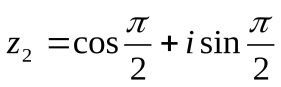 z₂ = cos π/2 + i sin π/2